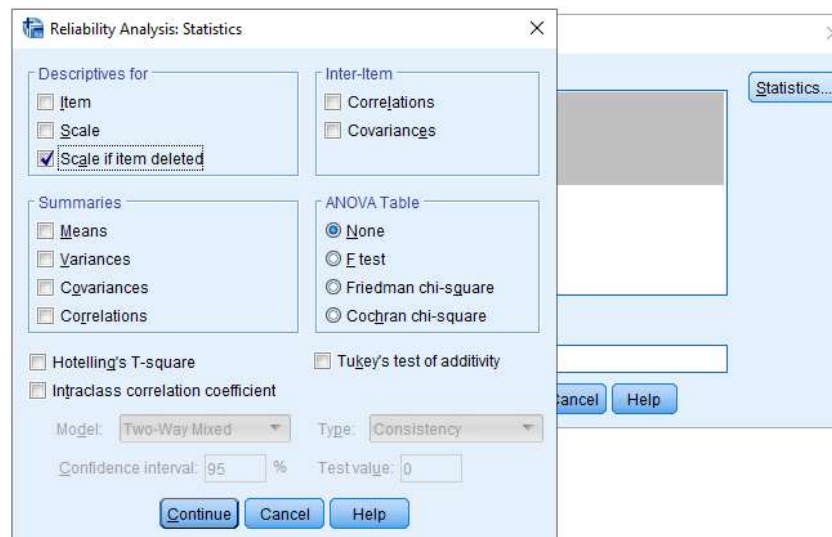 Reliability Analysis: Statistics
Descriptives for
Item
Scale
Scale if item deleted
Inter-Item
Correlations
Covariances
Statistics...
Summaries
Means
Variances
Covariances
Correlations
ANOVA Table
None
F test
Friedman chi-square
Cochran chi-square
Hotelling's T-square
Tukey's test of additivity
Intraclass correlation coefficient
Model: Two-Way Mixed
Type: Consistency
Confidence interval: 95 %
Test value: 0
Continue Cancel Help
ancel Help